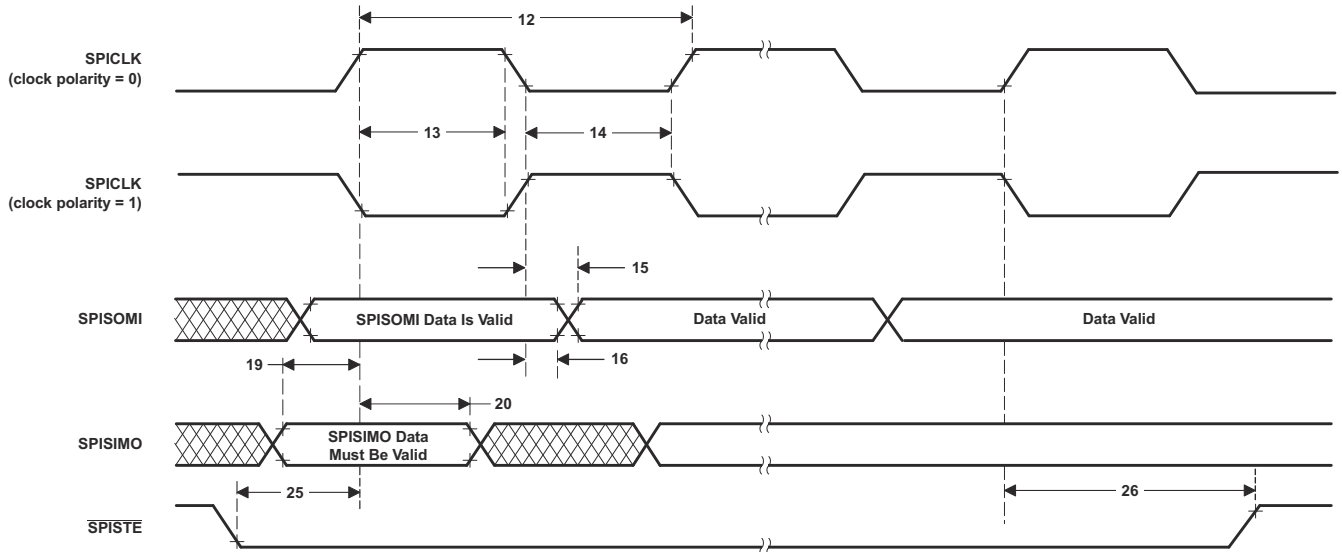 12
SPICLK
(clock polarity = 0)
13
14
SPICLK
(clock polarity = 1)
15
SPISOMI
SPISOMI Data Is Valid
Data Valid
Data Valid
19
16
20
SPISIMO
SPISIMO Data
Must Be Valid
25
26
SPISTE